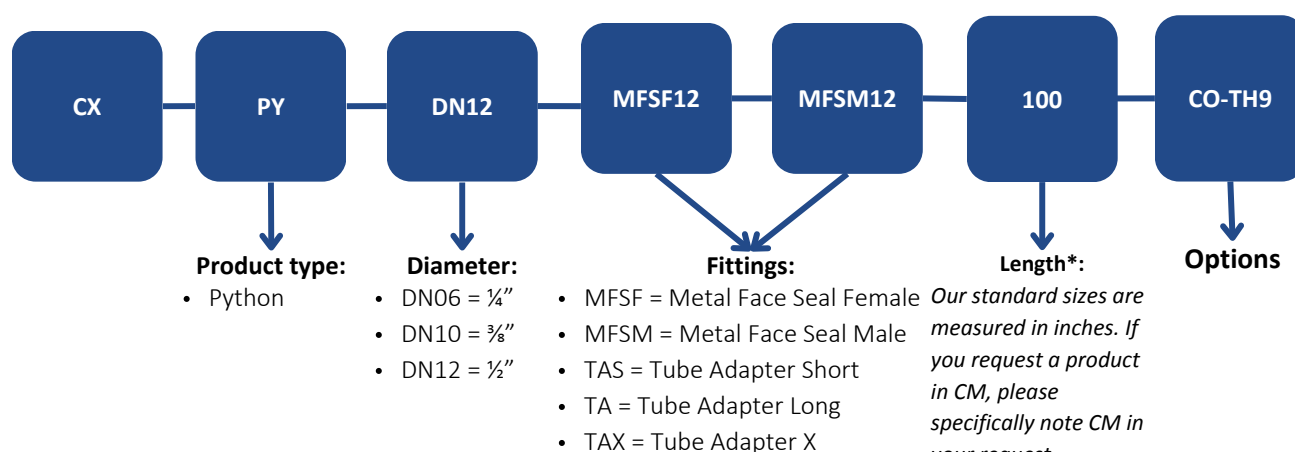 CX
PY
DN12
MFSF12
MFSM12
100
CO-TH9
Product type:
• Python
Diameter:
• DN06 = ¼”
• DN10 = ⅜”
• DN12 = ½”
Fittings:
• MFSF = Metal Face Seal Female
• MFSM = Metal Face Seal Male
• TAS = Tube Adapter Short
• TA = Tube Adapter Long
• TAX = Tube Adapter X
Length*:
Our standard sizes are
measured in inches. If
you request a product
in CM, please
specifically note CM in
your request
Options